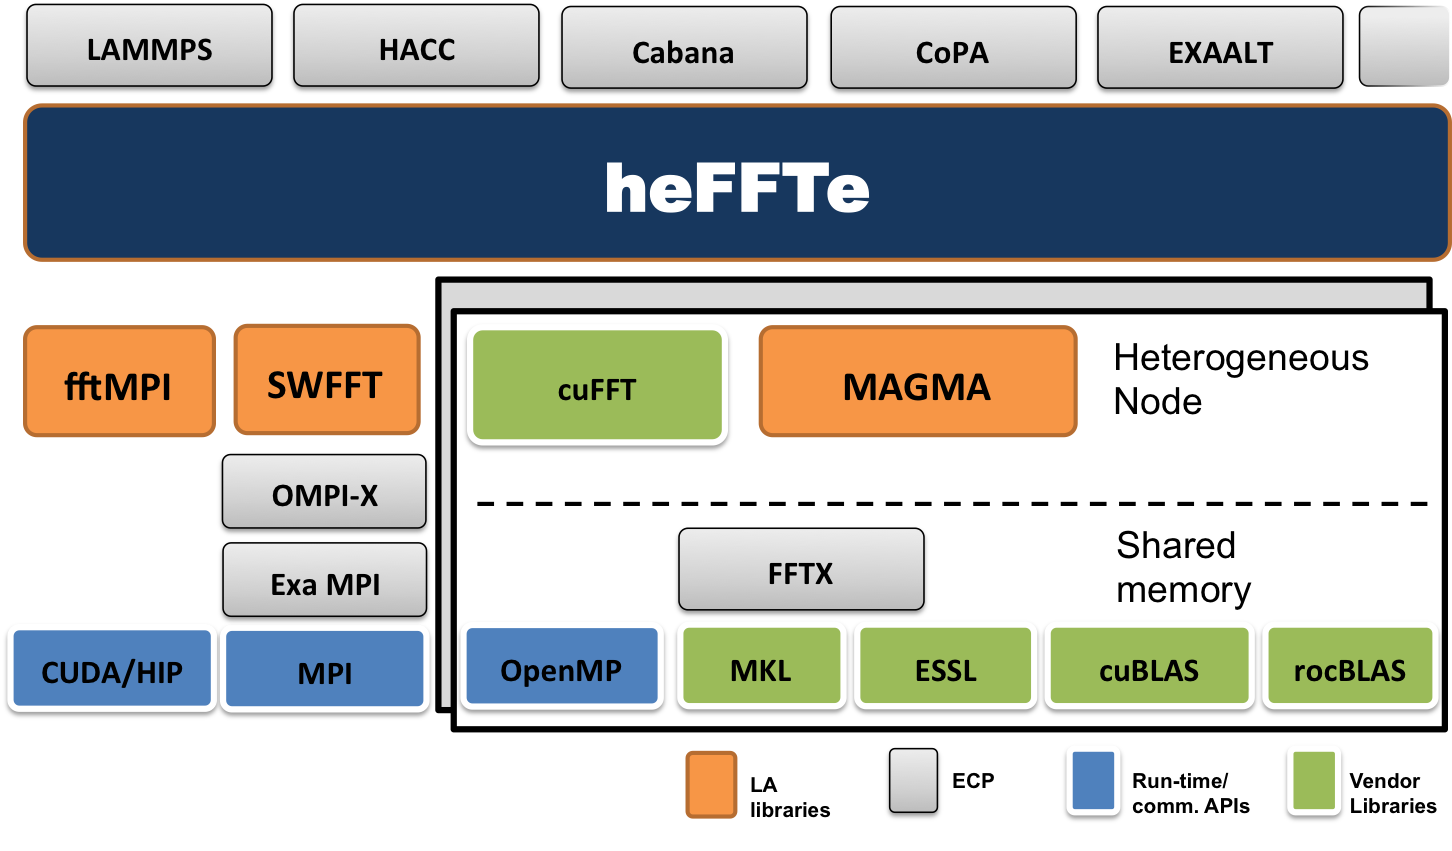 LAMMPS
HACC
Cabana
CoPA
EXAALT
heFFTe
fftMPI
SWFFT
cuFFT
MAGMA
Heterogeneous
Node
OMPI-X
Exa MPI
FFTX
Shared
memory
CUDA/HIP
MPI
OpenMP
MKL
ESSL
cuBLAS
rocBLAS
LA
libraries
ECP
Run-time/
comm. APIs
Vendor
Libraries